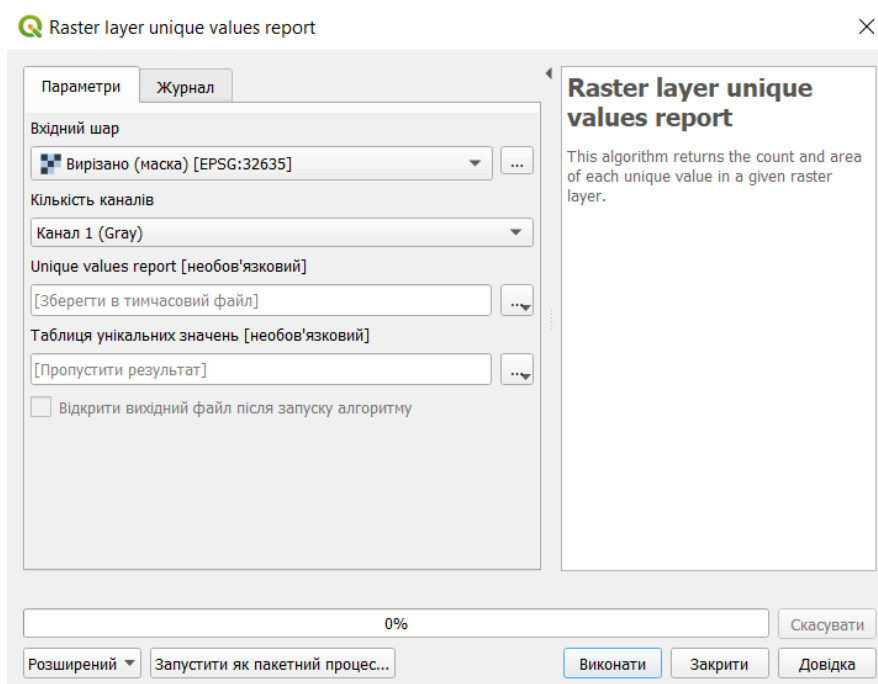 Raster layer unique values report
Параметри
Журнал
Вхідний шар
Вирізано (маска) [EPSG:32635]
...
Кількість каналів
Канал 1 (Gray)
Unique values report [необов'язковий]
[Зберегти в тимчасовий файл]
...
Таблиця унікальних значень [необов'язковий]
[Пропустити результат]
...
Відкрити вихідний файл після запуску алгоритму
Raster layer unique
values report
This algorithm returns the count and area
of each unique value in a given raster
layer.
0%
Скасувати
Розширений
Запустити як пакетний процес...
Виконати
Закрити
Довідка